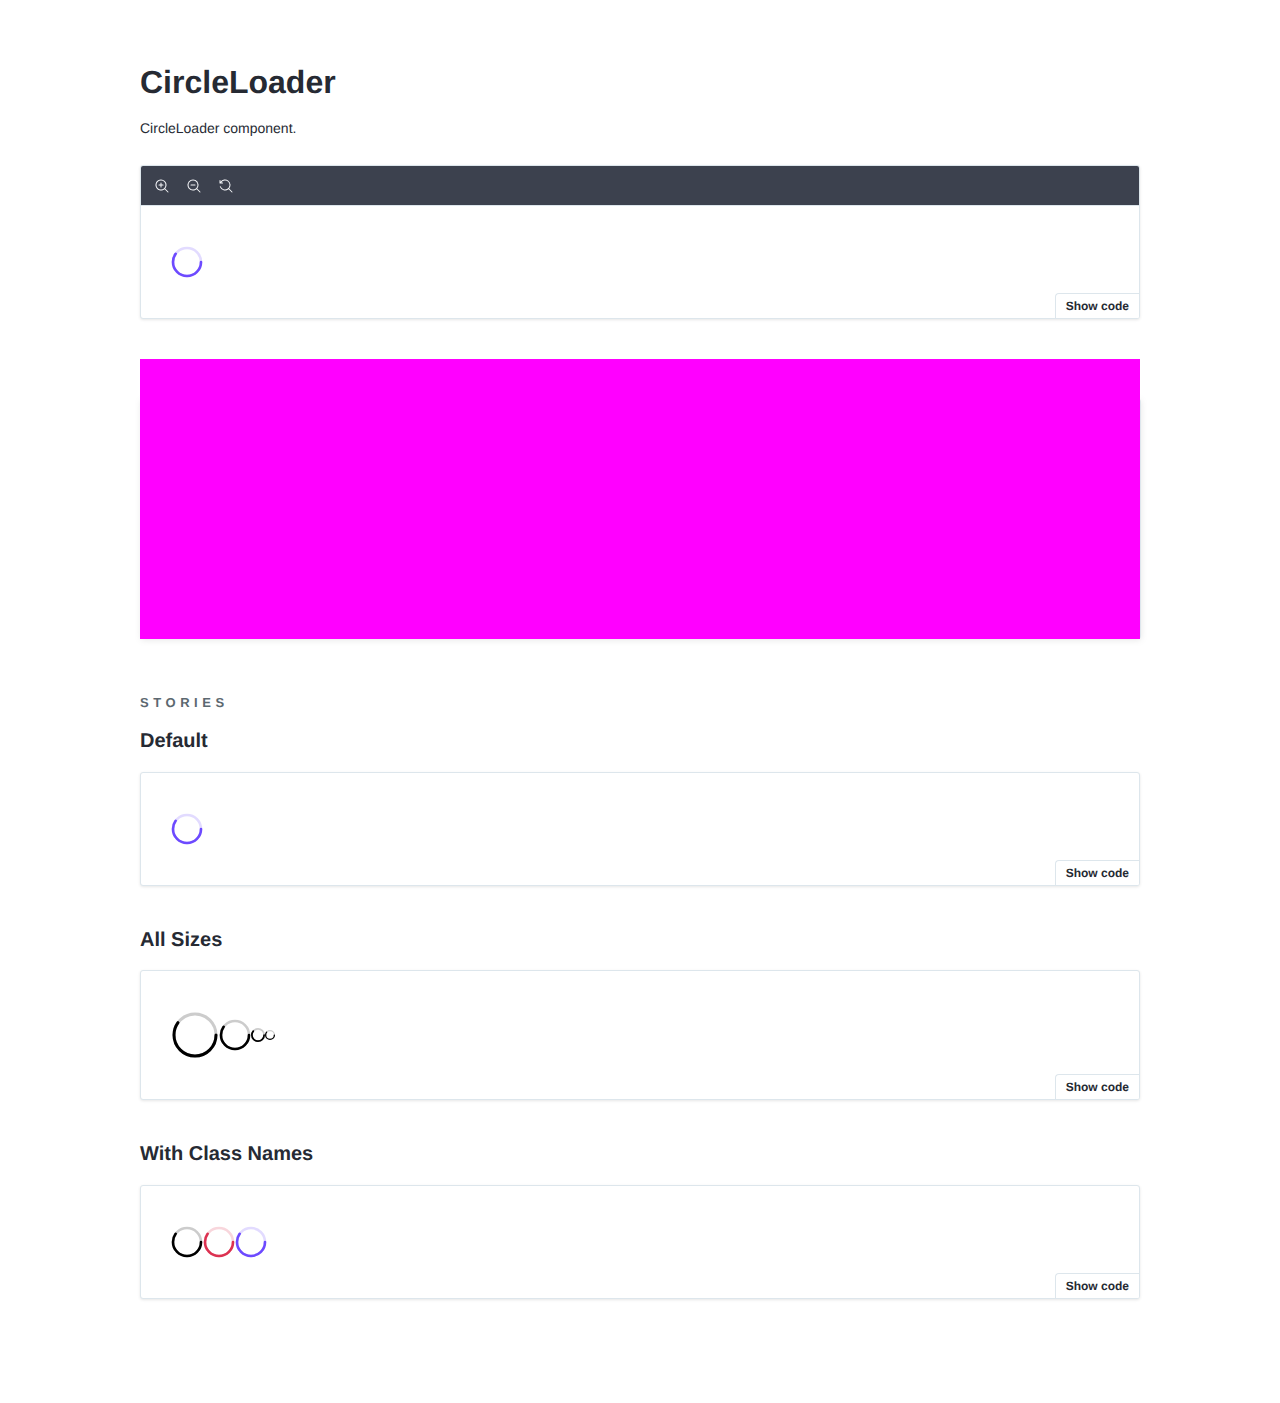 CircleLoader
CircleLoader component.
Show code
STORIES
Default
Show code
All Sizes
Show code
With Class Names
Show code